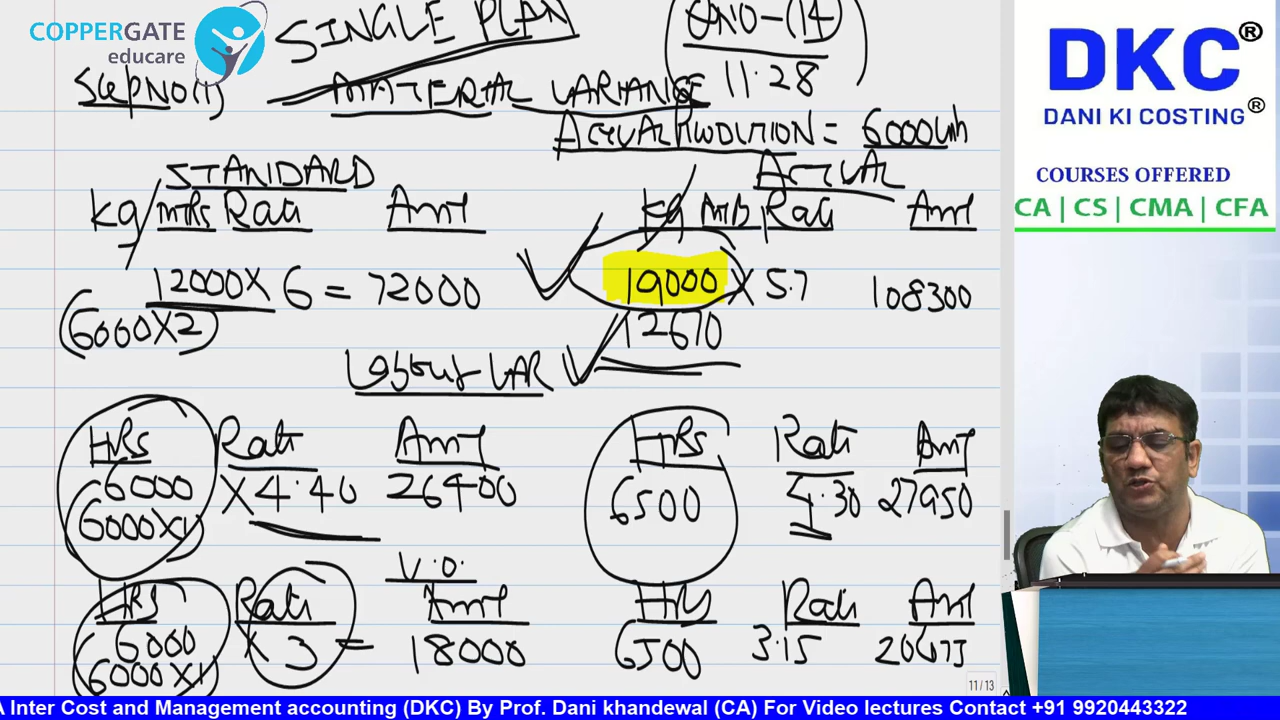 COPPERGATE
educare
SINGLE PLAN
QNO-(14)
11.28
Step NO(1)
MATERIAL VARIANCE
ACTUAL PRODUCTION = 6000 units
STANDARD
ACTUAL
kg/MTRS Rate Amt
kg MTRS Rate Amt
12000 X 6 = 72000
19000 X 5.7 108300
(6000X2)
12670
Labour VAR
HRS Rate Amt
HRS Rate Amt
6000 X 4.40 26400
6500 4.30 27950
6000X1
V.O.
HRS Rate Amt
HRS Rate Amt
6000 X 3 = 18000
6500 3.15 20475
6000X1
11/13
DKC®
DANI KI COSTING®
COURSES OFFERED
CA | CS | CMA | CFA
A Inter Cost and Management accounting (DKC) By Prof. Dani khandewal (CA) For Video lectures Contact +91 9920443322